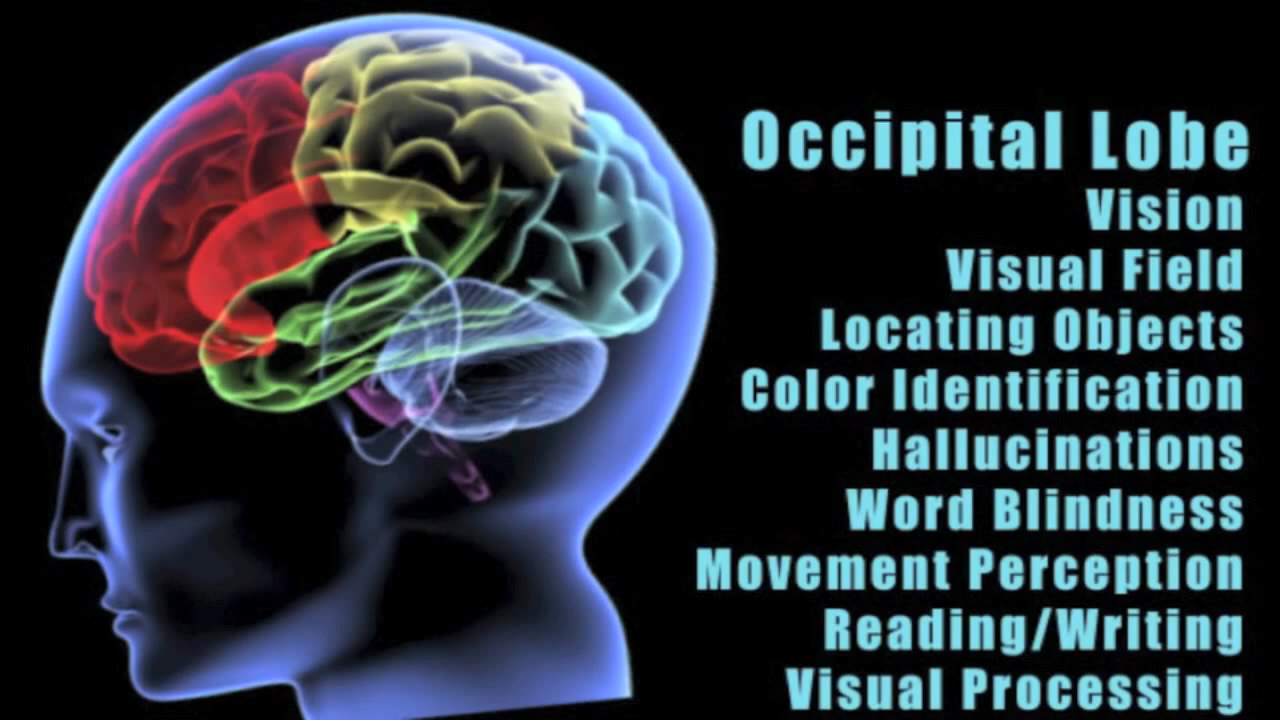 Occipital Lobe
Vision
Visual Field
Locating Objects
Color Identification
Hallucinations
Word Blindness
Movement Perception
Reading/Writing
Visual Processing